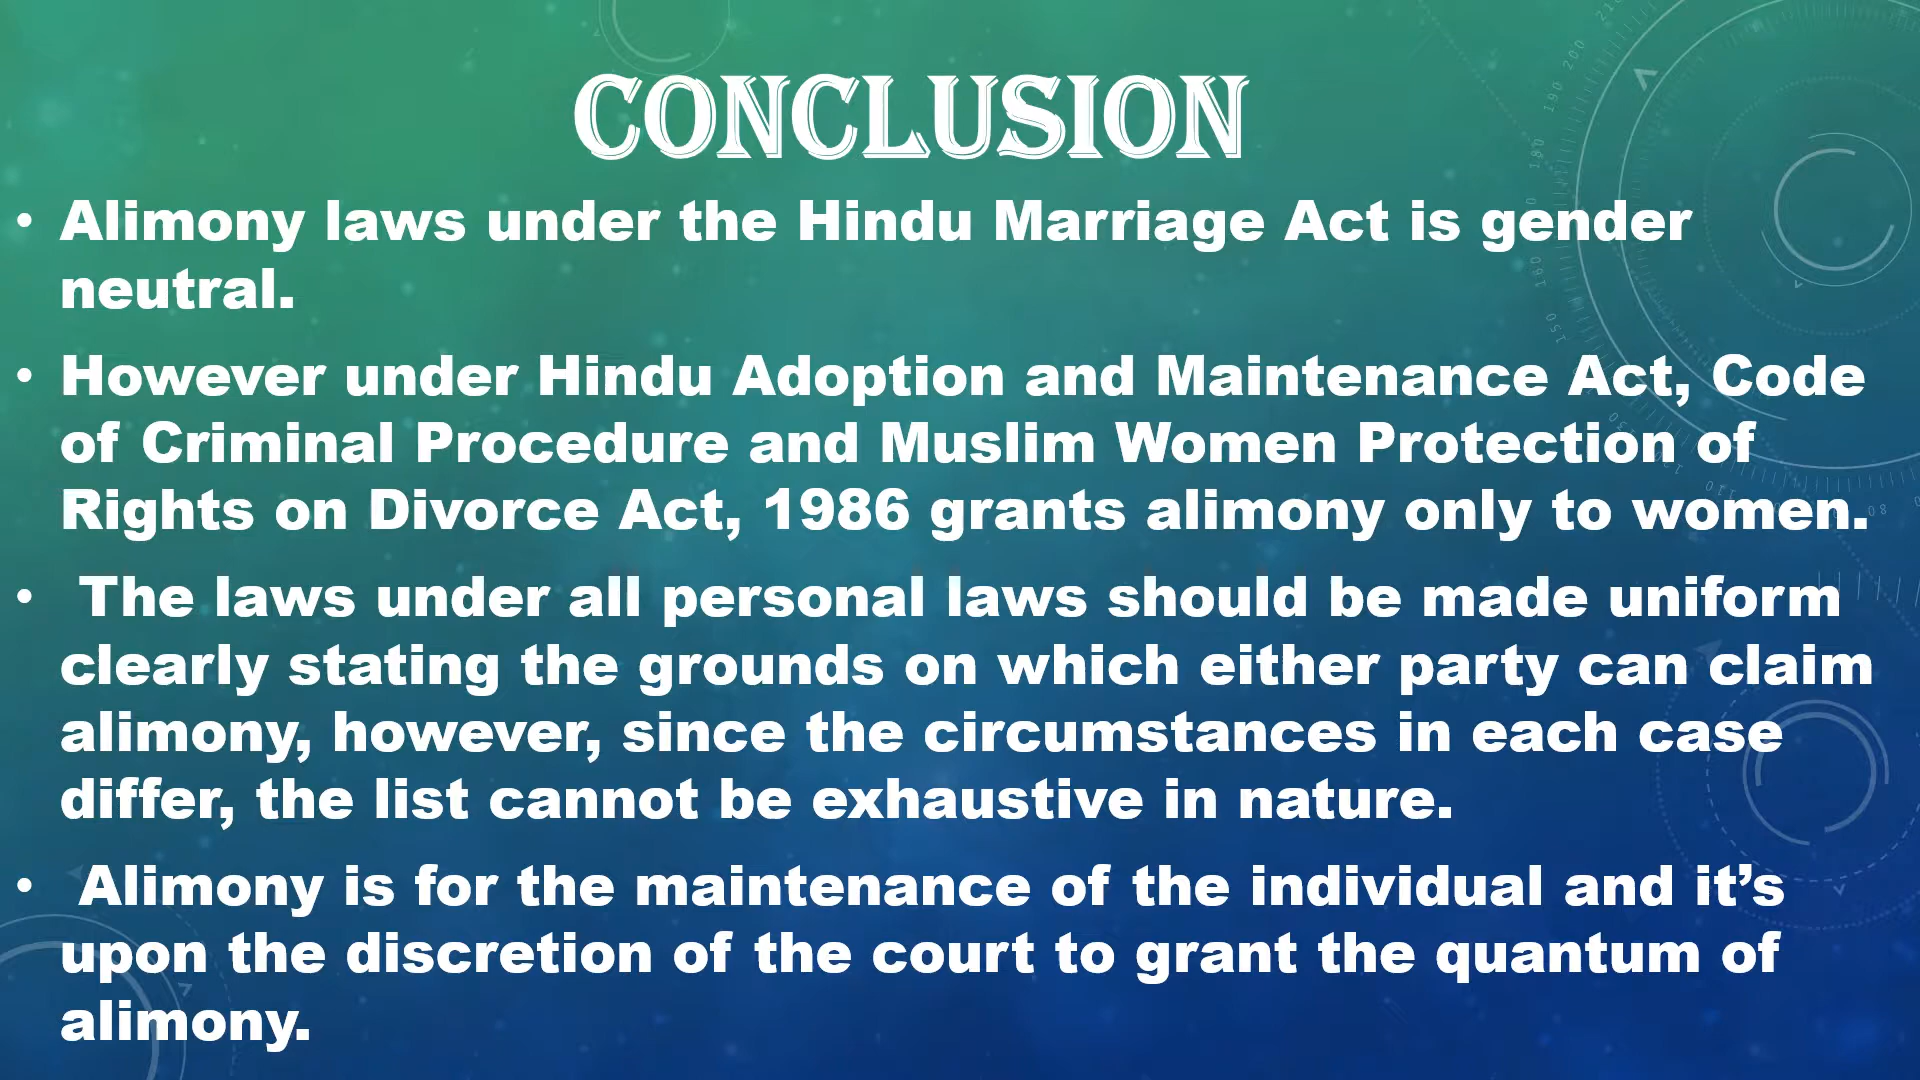 CONCLUSION
• Alimony laws under the Hindu Marriage Act is gender
neutral.
• However under Hindu Adoption and Maintenance Act, Code
of Criminal Procedure and Muslim Women Protection of
Rights on Divorce Act, 1986 grants alimony only to women.
• The laws under all personal laws should be made uniform
clearly stating the grounds on which either party can claim
alimony, however, since the circumstances in each case
differ, the list cannot be exhaustive in nature.
• Alimony is for the maintenance of the individual and it’s
upon the discretion of the court to grant the quantum of
alimony.